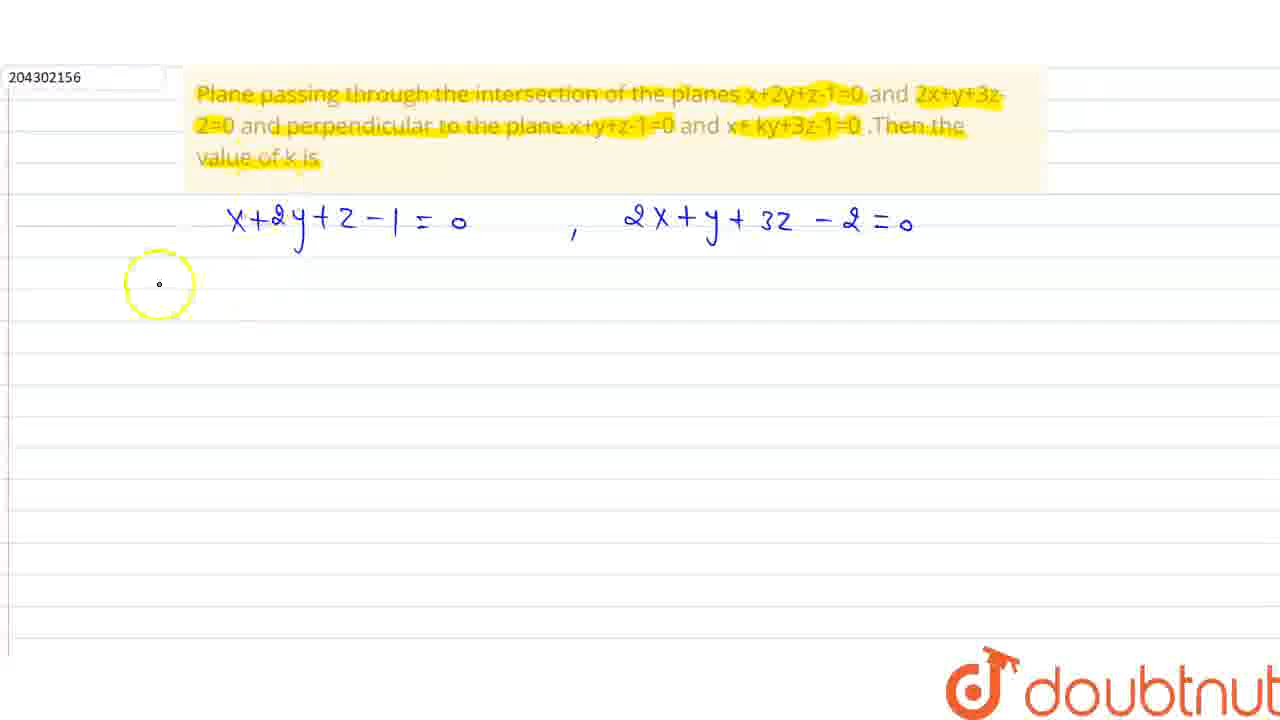 204302156
Plane passing through the intersection of the planes x+2y+z-1=0 and 2x+y+3z-
2=0 and perpendicular to the plane x+y+z-1=0 and x+ ky+3z-1=0 .Then the
value of k is
x+2y+z-1=0 , 2x+y+3z-2=0
doubtnut